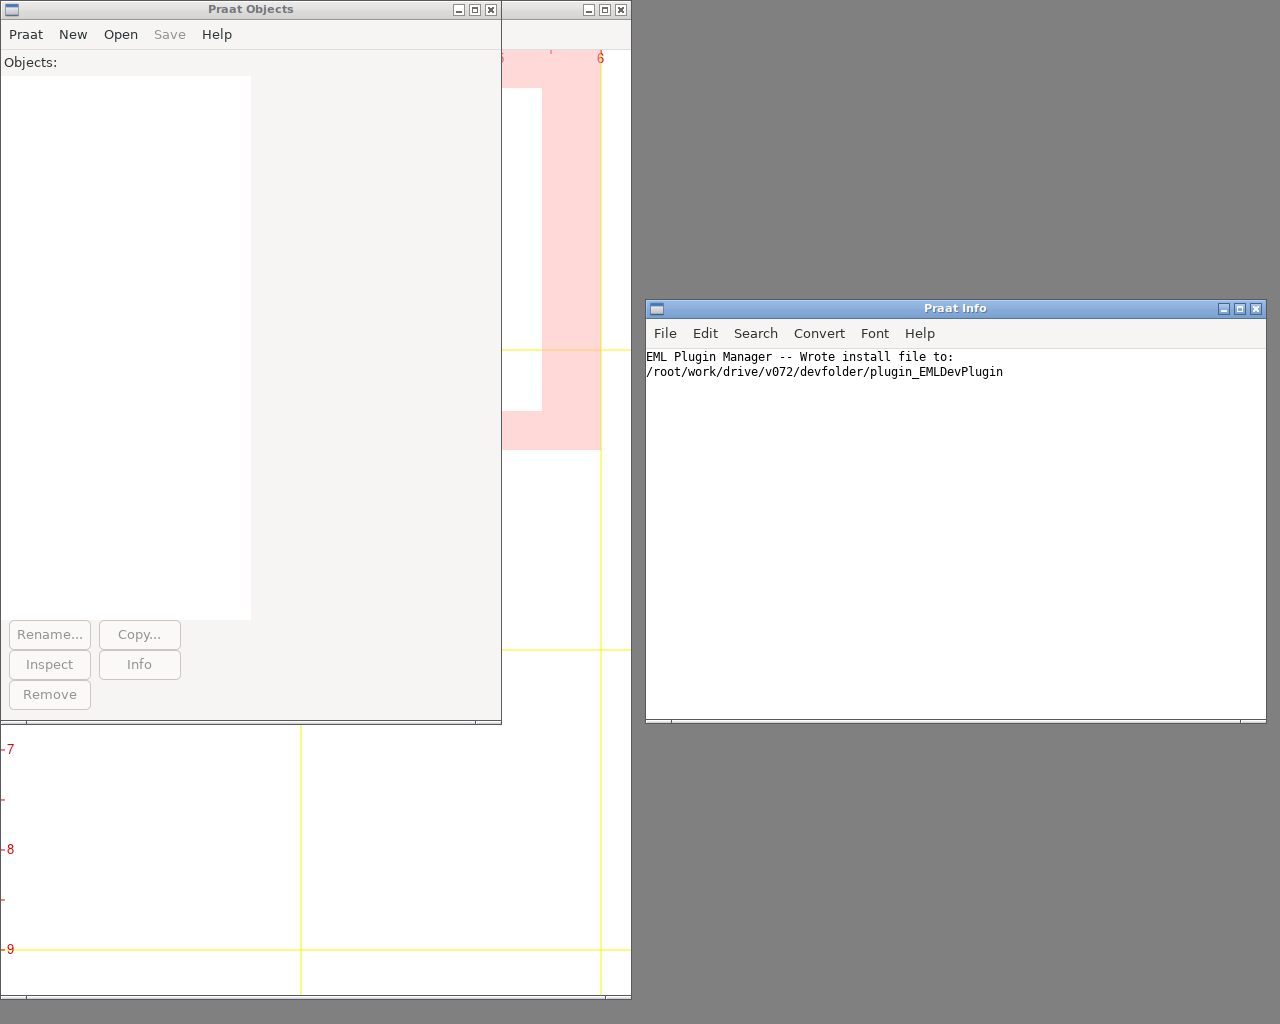 Praat Objects
Praat New Open Save Help
Objects:
6
Rename... Copy...
Inspect Info
Remove
7
8
9
Praat Info
File Edit Search Convert Font Help
EML Plugin Manager -- Wrote install file to:
/root/work/drive/v072/devfolder/plugin_EMLDevPlugin